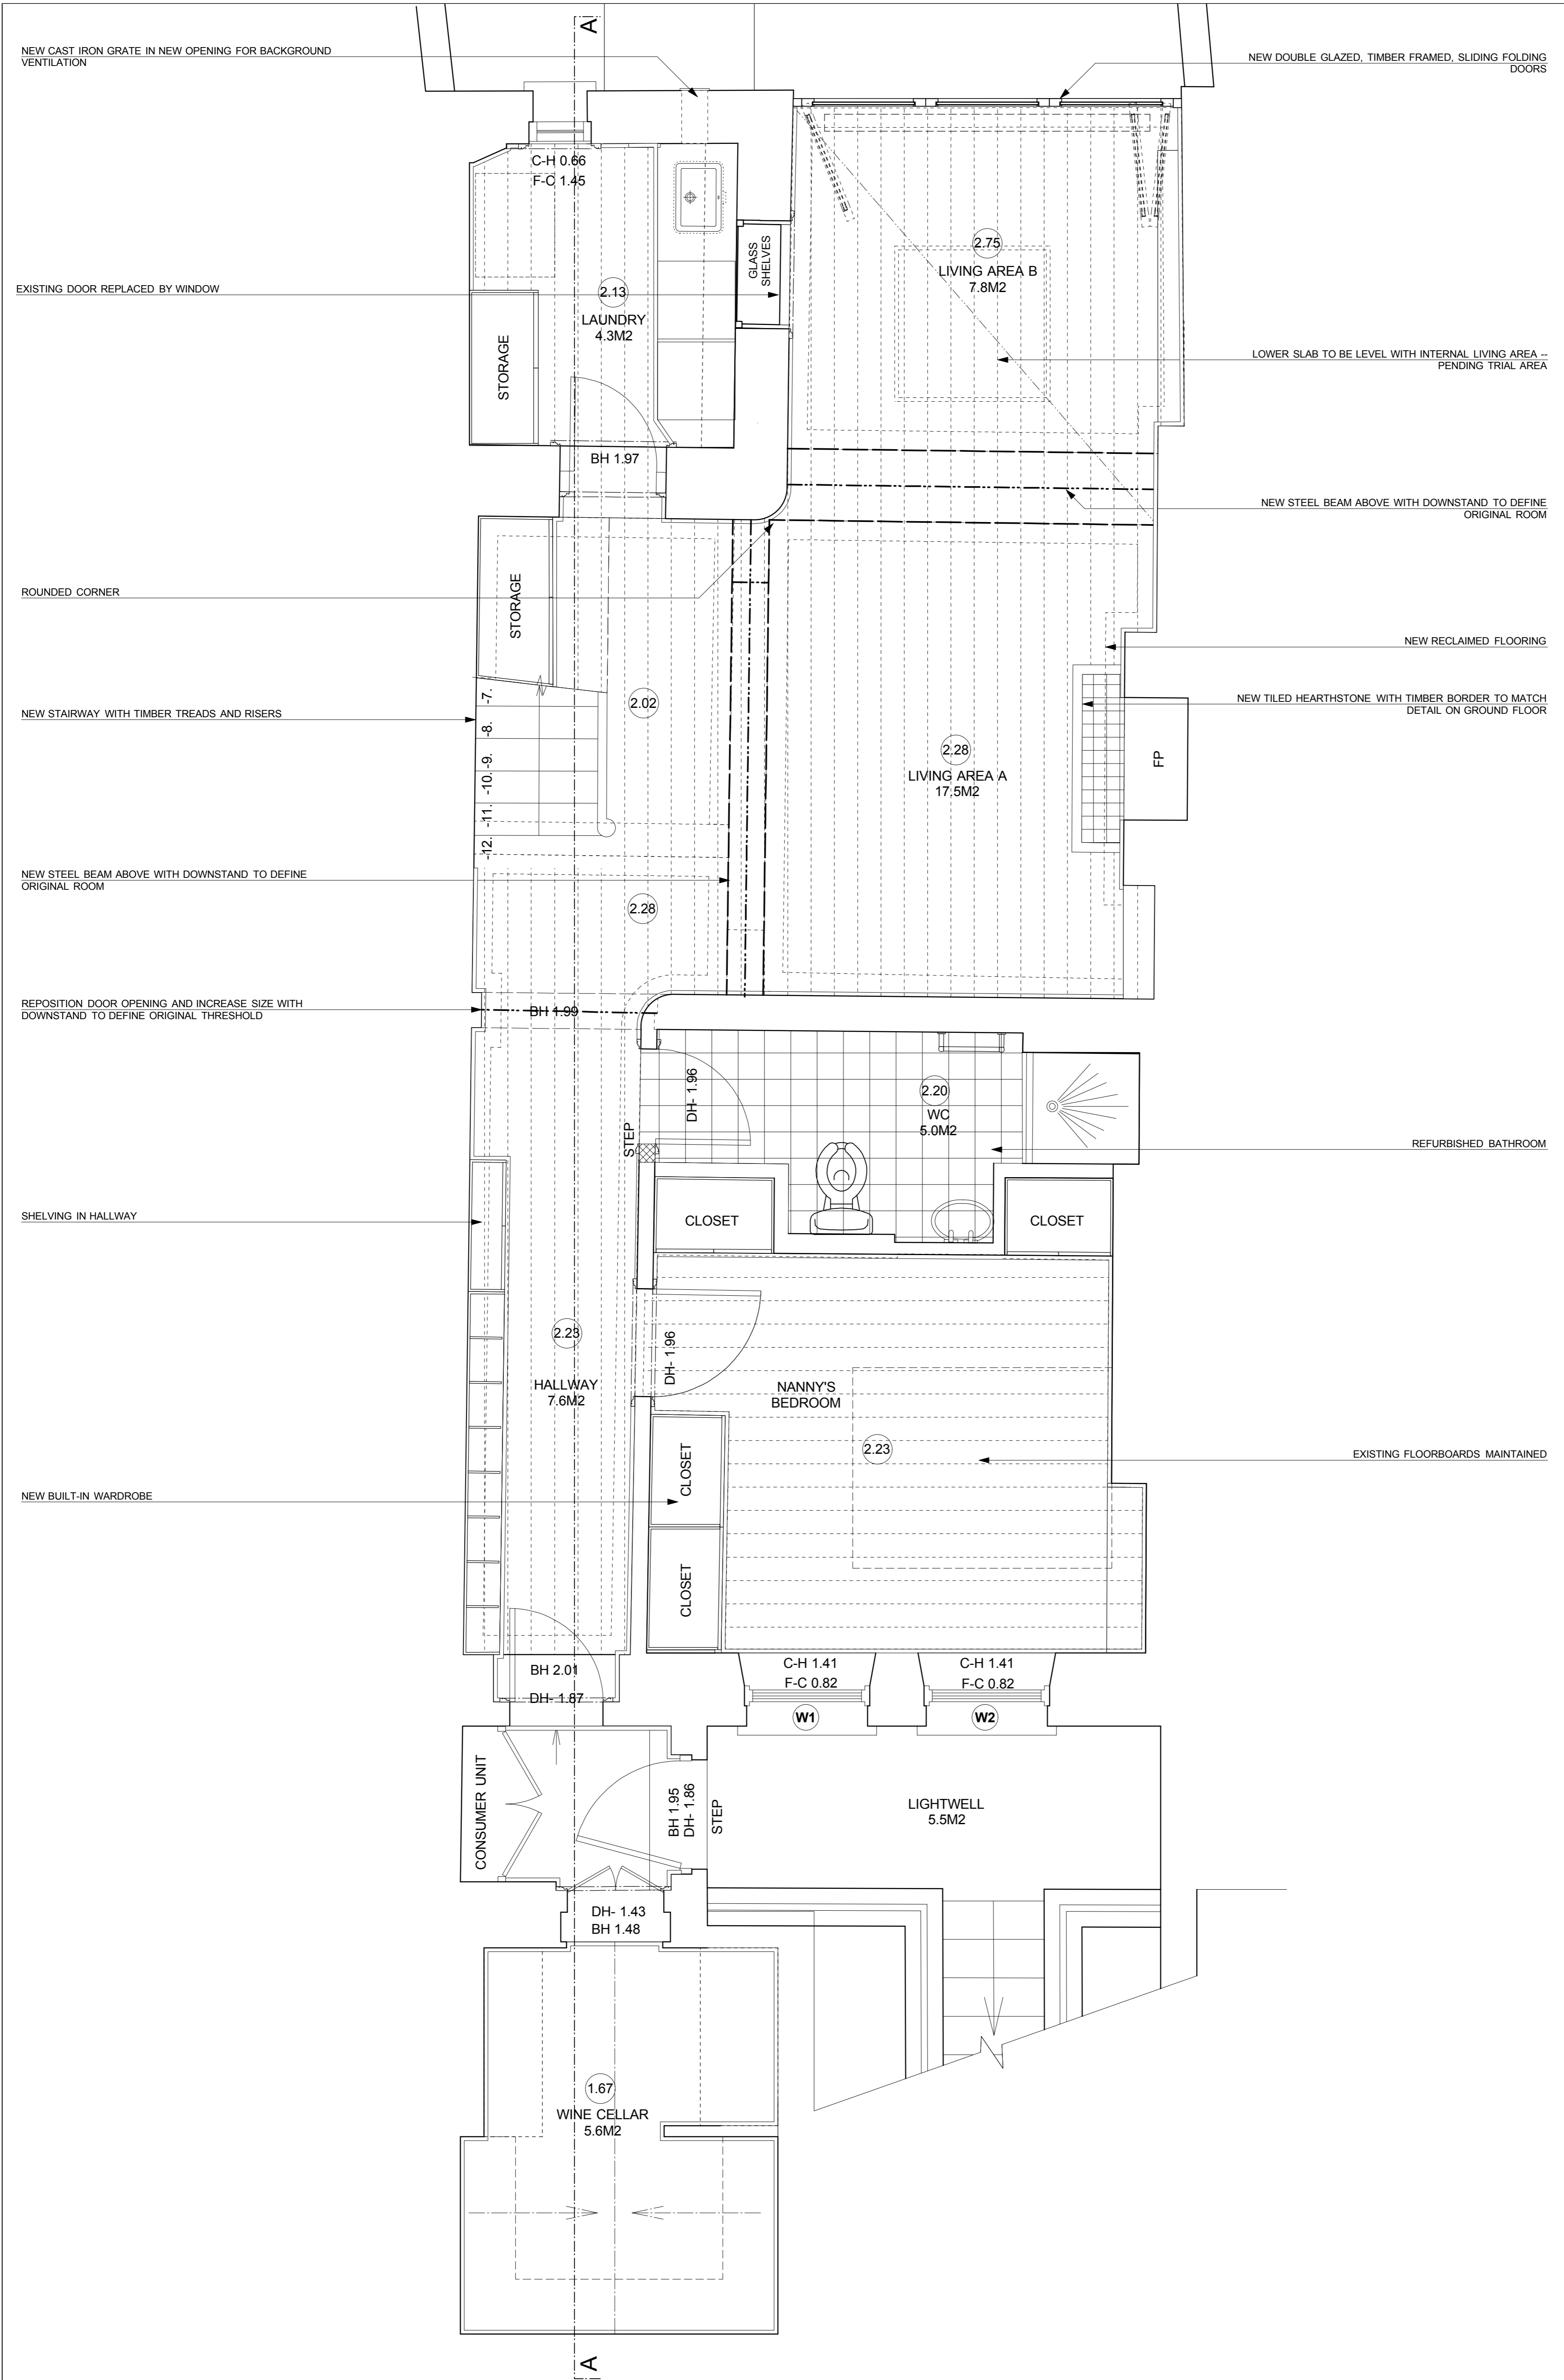 A
NEW CAST IRON GRATE IN NEW OPENING FOR BACKGROUND
VENTILATION
NEW DOUBLE GLAZED, TIMBER FRAMED, SLIDING FOLDING
DOORS
C-H 0.66
F-C 1.45
GLASS
SHELVES
2.75
LIVING AREA B
7.8M2
EXISTING DOOR REPLACED BY WINDOW
2.13
LAUNDRY
4.3M2
STORAGE
LOWER SLAB TO BE LEVEL WITH INTERNAL LIVING AREA --
PENDING TRIAL AREA
BH 1.97
NEW STEEL BEAM ABOVE WITH DOWNSTAND TO DEFINE
ORIGINAL ROOM
STORAGE
ROUNDED CORNER
NEW RECLAIMED FLOORING
2.02
NEW TILED HEARTHSTONE WITH TIMBER BORDER TO MATCH
DETAIL ON GROUND FLOOR
NEW STAIRWAY WITH TIMBER TREADS AND RISERS
-7.
-8.
-9.
-10.
-11.
-12.
2.28
LIVING AREA A
17.5M2
FP
NEW STEEL BEAM ABOVE WITH DOWNSTAND TO DEFINE
ORIGINAL ROOM
2.28
REPOSITION DOOR OPENING AND INCREASE SIZE WITH
DOWNSTAND TO DEFINE ORIGINAL THRESHOLD
BH 1.99
DH- 1.96
STEP
2.20
WC
5.0M2
REFURBISHED BATHROOM
SHELVING IN HALLWAY
CLOSET
CLOSET
2.23
HALLWAY
7.6M2
DH- 1.96
NANNY'S
BEDROOM
2.23
EXISTING FLOORBOARDS MAINTAINED
NEW BUILT-IN WARDROBE
CLOSET
CLOSET
BH 2.01
DH- 1.87
C-H 1.41
F-C 0.82
W1
C-H 1.41
F-C 0.82
W2
CONSUMER UNIT
BH 1.95
DH- 1.86
STEP
LIGHTWELL
5.5M2
DH- 1.43
BH 1.48
1.67
WINE CELLAR
5.6M2
A